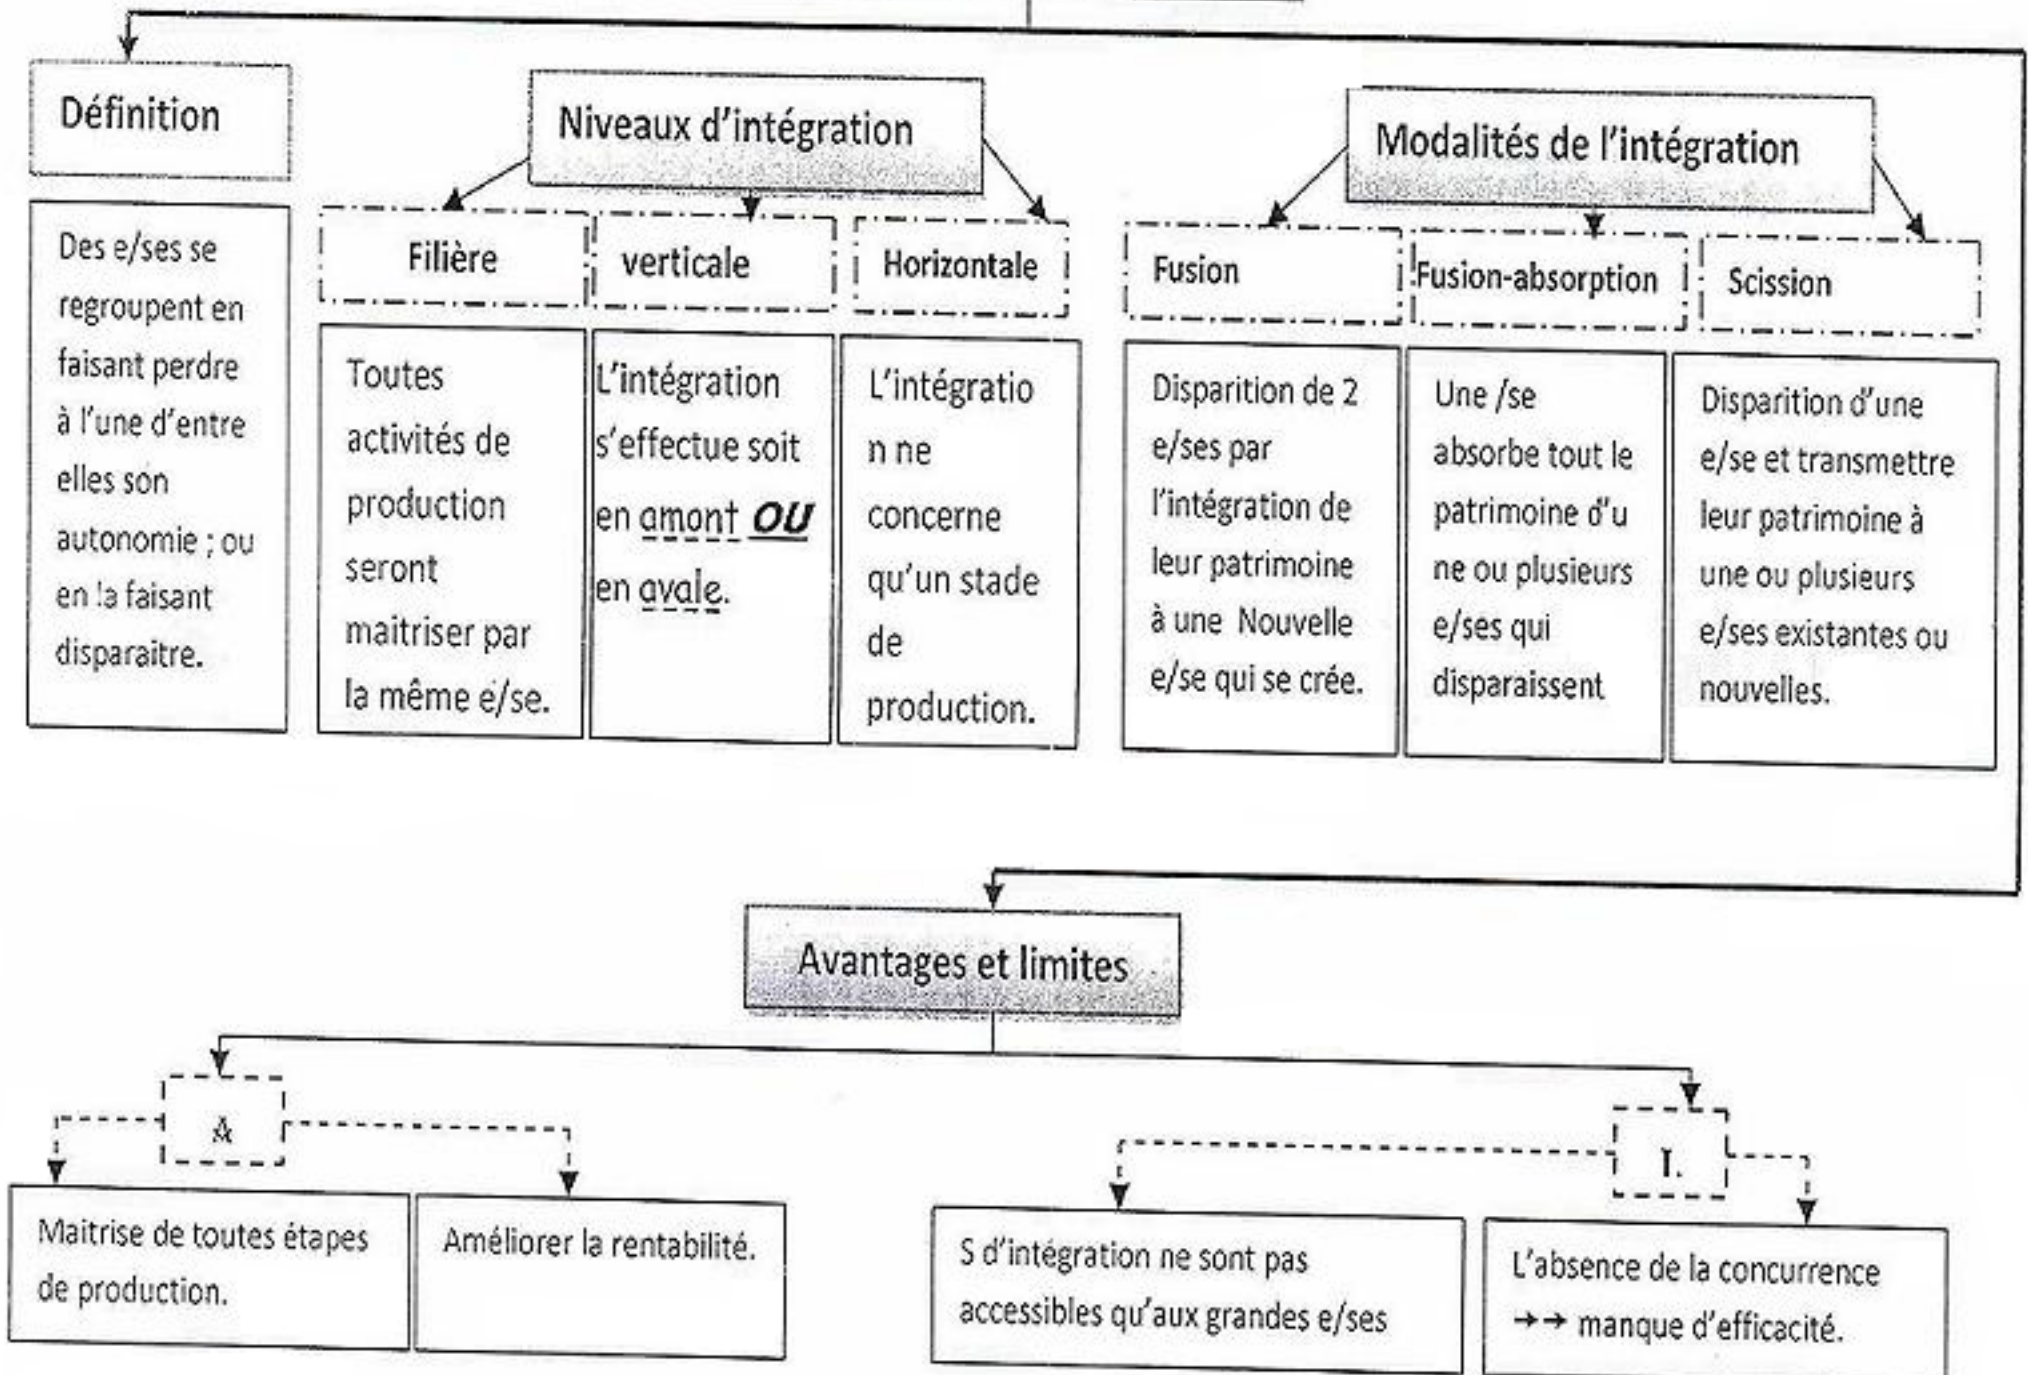 Définition
Des e/ses se
regroupent en
faisant perdre
à l'une d'entre
elles son
autonomie ; ou
en la faisant
disparaitre.
Niveaux d'intégration
Filière
Toutes
activités de
production
seront
maitriser par
la même e/se.
verticale
L'intégration
s'effectue soit
en amont OU
en avale.
Horizontale
L'intégratio
n ne
concerne
qu'un stade
de
production.
Modalités de l'intégration
Fusion
Disparition de 2
e/ses par
l'intégration de
leur patrimoine
à une Nouvelle
e/se qui se crée.
Fusion-absorption
Une /se
absorbe tout le
patrimoine d'u
ne ou plusieurs
e/ses qui
disparaissent
Scission
Disparition d'une
e/se et transmettre
leur patrimoine à
une ou plusieurs
e/ses existantes ou
nouvelles.
Avantages et limites
A
Maitrise de toutes étapes
de production.
Améliorer la rentabilité.
S d'intégration ne sont pas
accessibles qu'aux grandes e/ses
L'absence de la concurrence
→→ manque d'efficacité.